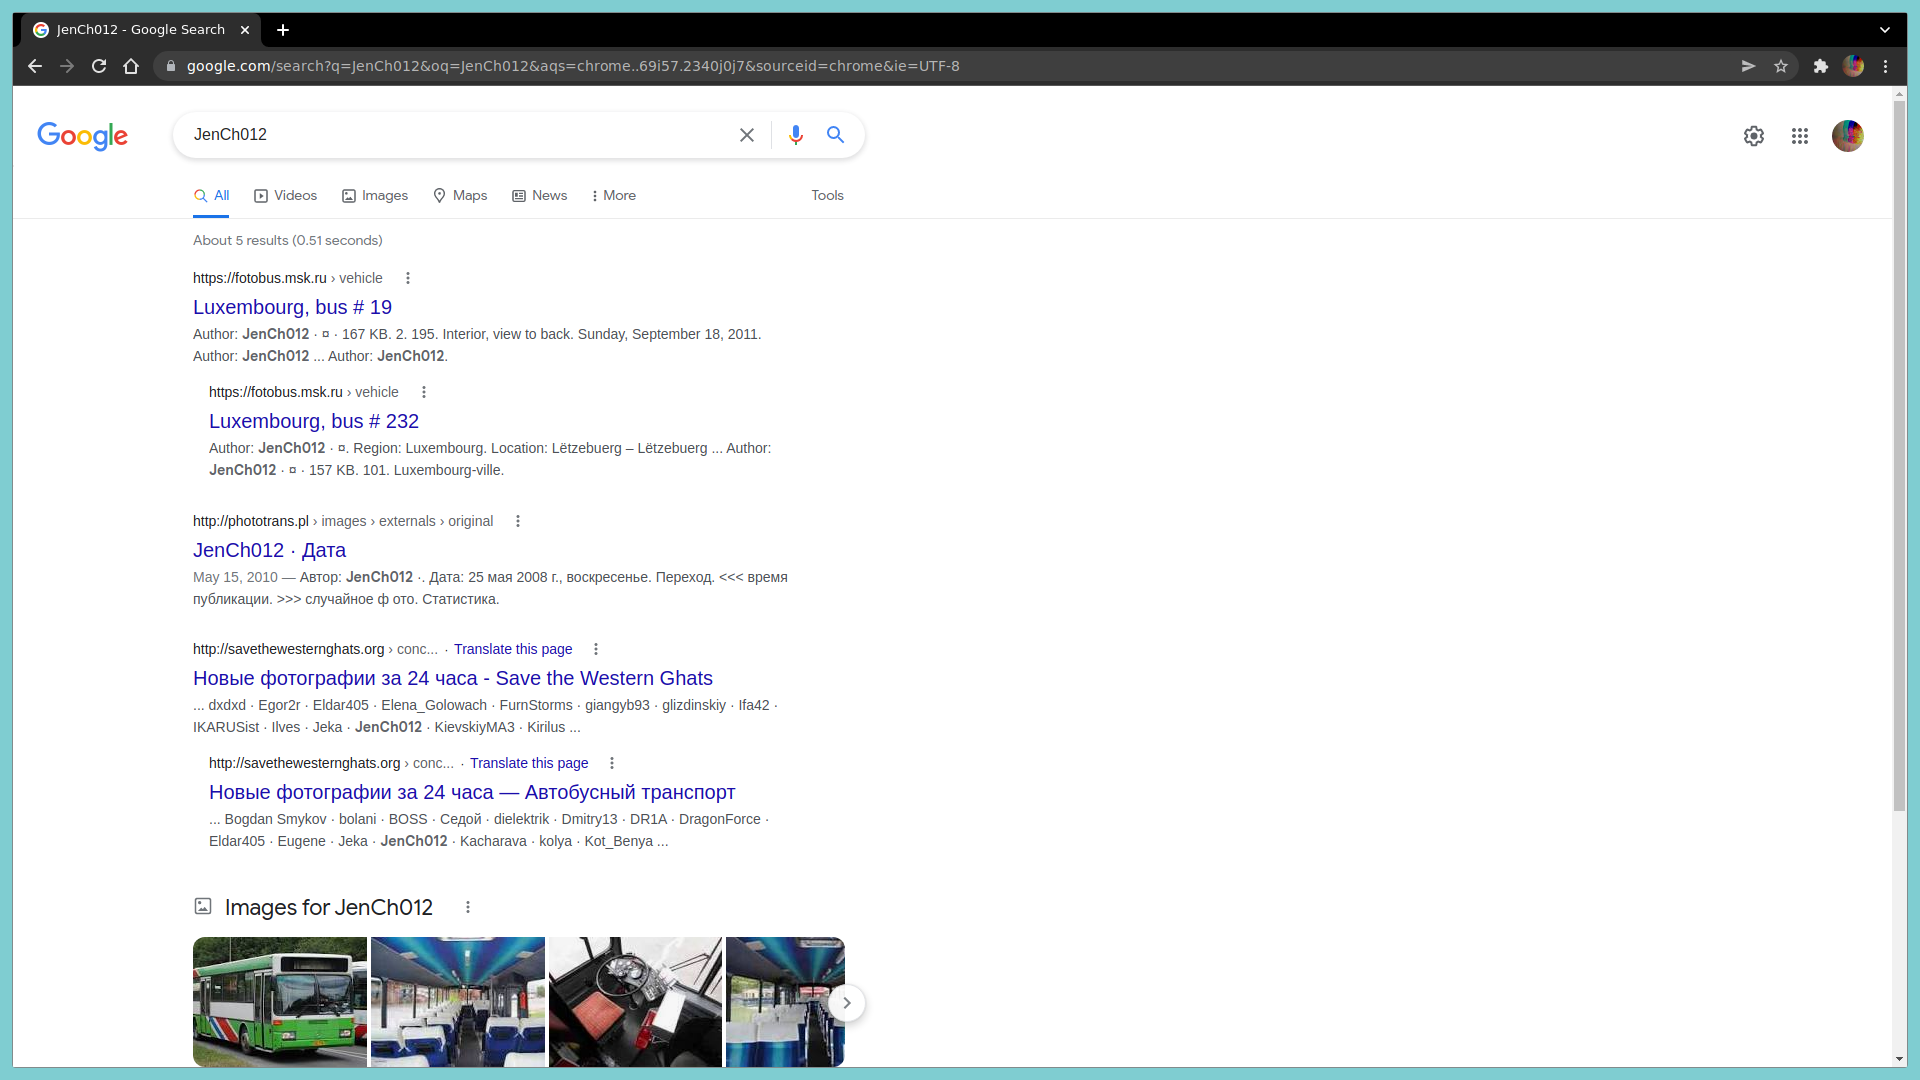 JenCh012 - Google Search
google.com/search?q=JenCh012&oq=JenCh012&aqs=chrome..69i57.2340j0j7&sourceid=chrome&ie=UTF-8
Google
JenCh012
All Videos Images Maps News More Tools
About 5 results (0.51 seconds)
https://fotobus.msk.ru › vehicle
Luxembourg, bus # 19
Author: JenCh012 · ¤ · 167 KB. 2. 195. Interior, view to back. Sunday, September 18, 2011.
Author: JenCh012 ... Author: JenCh012.
https://fotobus.msk.ru › vehicle
Luxembourg, bus # 232
Author: JenCh012 · ¤. Region: Luxembourg. Location: Lëtzebuerg – Lëtzebuerg ... Author:
JenCh012 · ¤ · 157 KB. 101. Luxembourg-ville.
http://phototrans.pl › images › externals › original
JenCh012 · Дата
May 15, 2010 — Автор: JenCh012 ·. Дата: 25 мая 2008 г., воскресенье. Переход. <<< время
публикации. >>> случайное ф ото. Статистика.
http://savethewesternghats.org › conc... · Translate this page
Новые фотографии за 24 часа - Save the Western Ghats
... dxdxd · Egor2r · Eldar405 · Elena_Golowach · FurnStorms · giangyb93 · glizdinskiy · Ifa42 ·
IKARUSist · Ilves · Jeka · JenCh012 · KievskiyMA3 · Kirilus ...
http://savethewesternghats.org › conc... · Translate this page
Новые фотографии за 24 часа — Автобусный транспорт
... Bogdan Smykov · bolani · BOSS · Седой · dielektrik · Dmitry13 · DR1A · DragonForce ·
Eldar405 · Eugene · Jeka · JenCh012 · Kacharava · kolya · Kot_Benya ...
Images for JenCh012